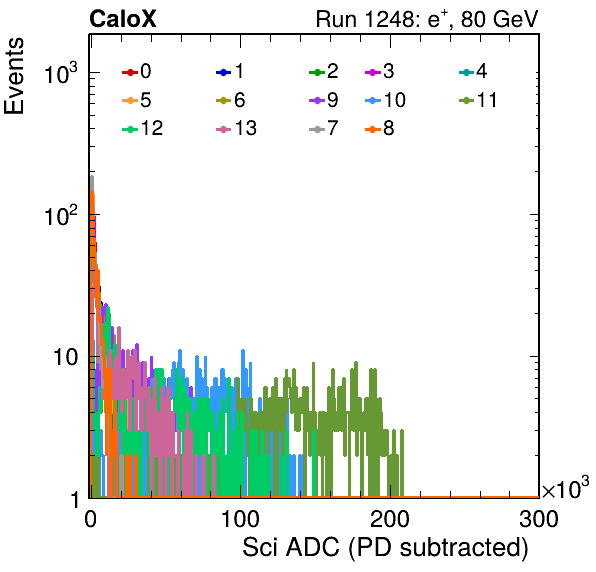 CaloX Run 1248: e⁺, 80 GeV
Events
10³
10²
10
1
0 1 2 3 4
5 6 9 10 11
12 13 7 8
0 100 200 300
×10³
Sci ADC (PD subtracted)